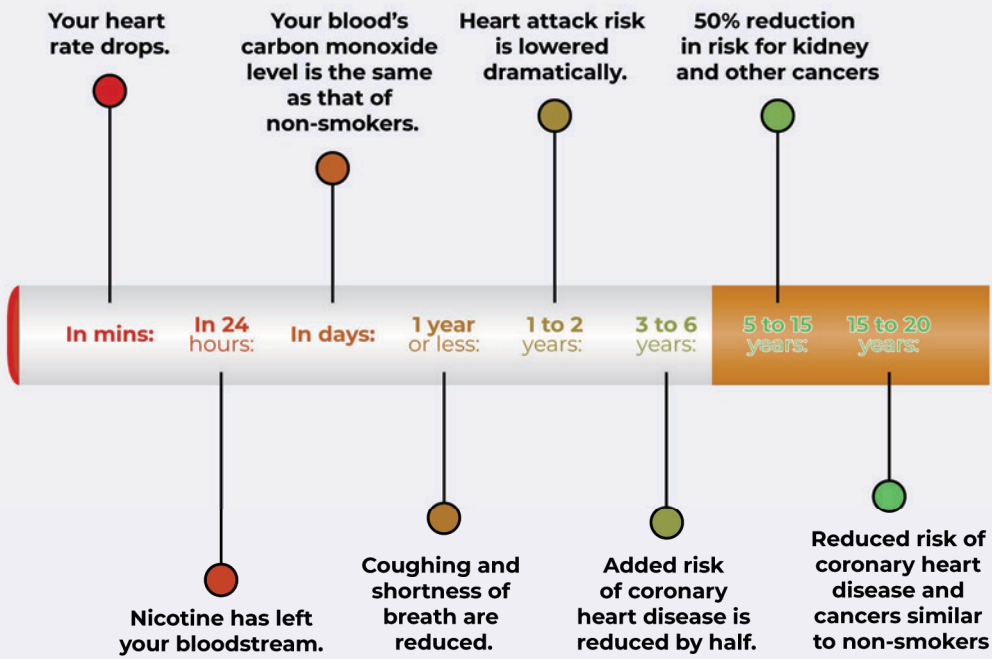 Your heart
rate drops.
Your blood's
carbon monoxide
level is the same
as that of
non-smokers.
Heart attack risk
is lowered
dramatically.
50% reduction
in risk for kidney
and other cancers
In mins:
In 24
hours:
In days:
1 year
or less:
1 to 2
years:
3 to 6
years:
5 to 15
years:
15 to 20
years:
Nicotine has left
your bloodstream.
Coughing and
shortness of
breath are
reduced.
Added risk
of coronary
heart disease is
reduced by half.
Reduced risk of
coronary heart
disease and
cancers similar
to non-smokers